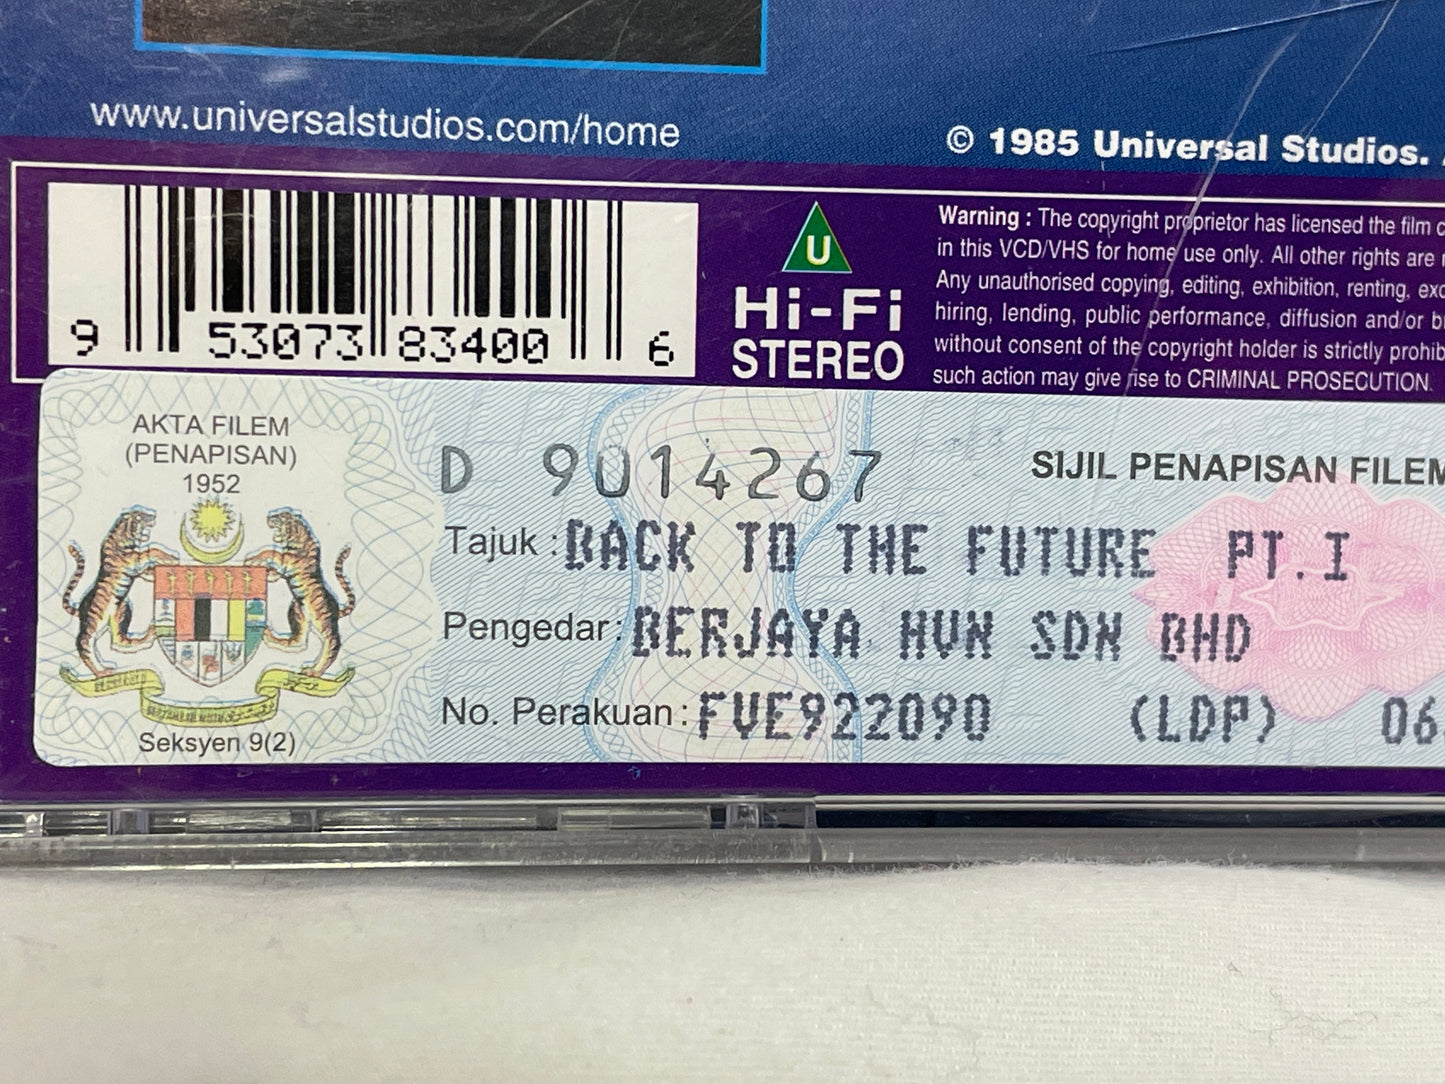 www.universalstudios.com/home
© 1985 Universal Studios.
9 53073 83400 6
U
Hi-Fi
STEREO
Warning : The copyright proprietor has licensed the film
in this VCD/VHS for home use only. All other rights are
Any unauthorised copying, editing, exhibition, renting,
hiring, lending, public performance, diffusion and/or
without consent of the copyright holder is strictly
such action may give rise to CRIMINAL PROSECUTION.
AKTA FILEM
(PENAPISAN)
1952
Seksyen 9(2)
D 9014267
SIJIL PENAPISAN FILEM
Tajuk : BACK TO THE FUTURE PT.I
Pengedar: BERJAYA HVN SDN BHD
No. Perakuan: FVE922090 (LDP) 06